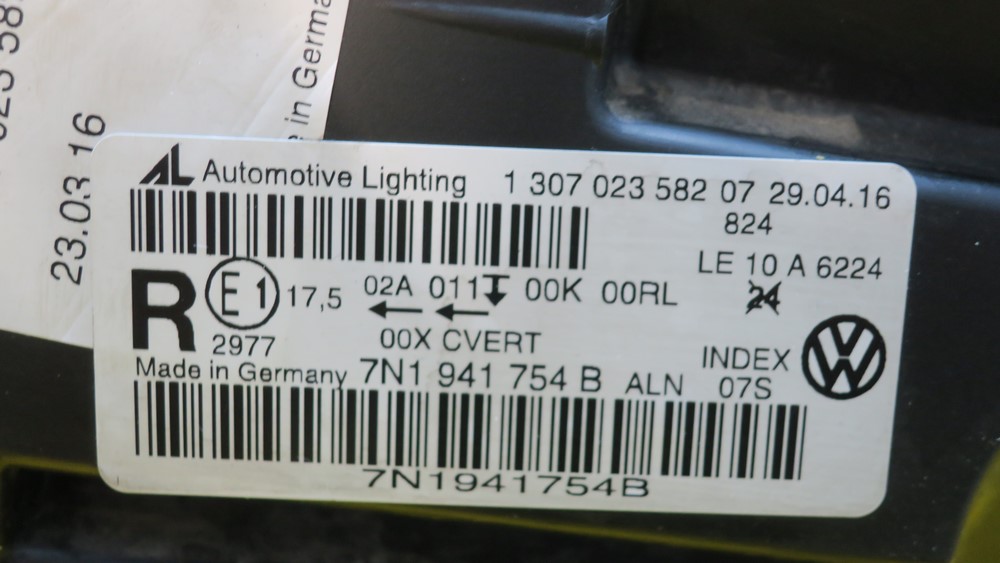 023 58
in Germa
23.03.16
AL Automotive Lighting 1 307 023 582 07 29.04.16
824
LE 10 A 6224
24
R E1 17,5 02A 011 00K 00RL
2977
00X CVERT
INDEX
07S
Made in Germany 7N1 941 754 B ALN
7N1941754B